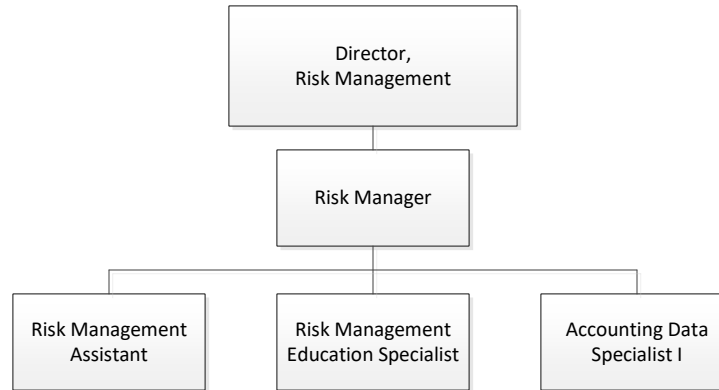 Director,
Risk Management
Risk Manager
Risk Management
Assistant
Risk Management
Education Specialist
Accounting Data
Specialist I